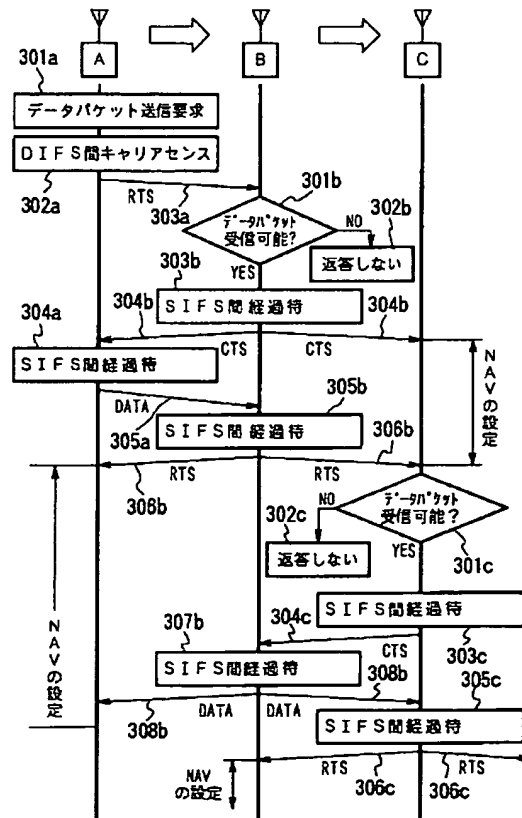 A
B
C
301a
データパケット送信要求
DIFS間キャリアセンス
302a
RTS
303a
301b
データパケット
受信可能?
NO
302b
返答しない
YES
303b
SIFS間経過待
304b
304b
304a
CTS
CTS
SIFS間経過待
NAVの設定
DATA
305a
305b
SIFS間経過待
306b
RTS
RTS
306b
データパケット
受信可能?
NO
302c
返答しない
YES
301c
NAVの設定
SIFS間経過待
304c
CTS
303c
307b
SIFS間経過待
308b
DATA
DATA
308b
305c
SIFS間経過待
NAV
の設定
RTS
RTS
306c
306c